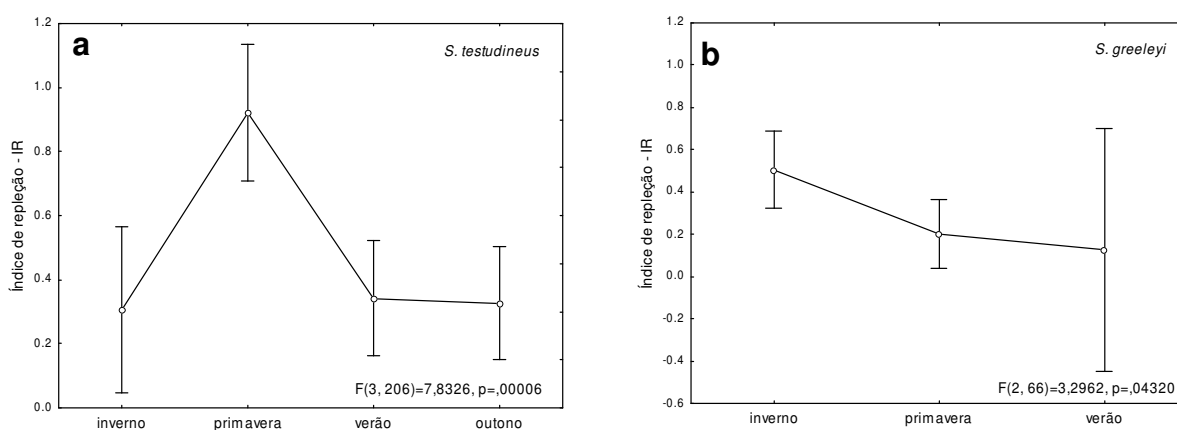 a
S. testudineus
Índice de repleção - IR
1.2
1.0
0.8
0.6
0.4
0.2
0.0
F(3, 206)=7,8326, p=,00006
inverno primavera verão outono
b
S. greeleyi
Índice de repleção - IR
1.2
1.0
0.8
0.6
0.4
0.2
0.0
-0.2
-0.4
-0.6
F(2, 66)=3,2962, p=,04320
inverno primavera verão